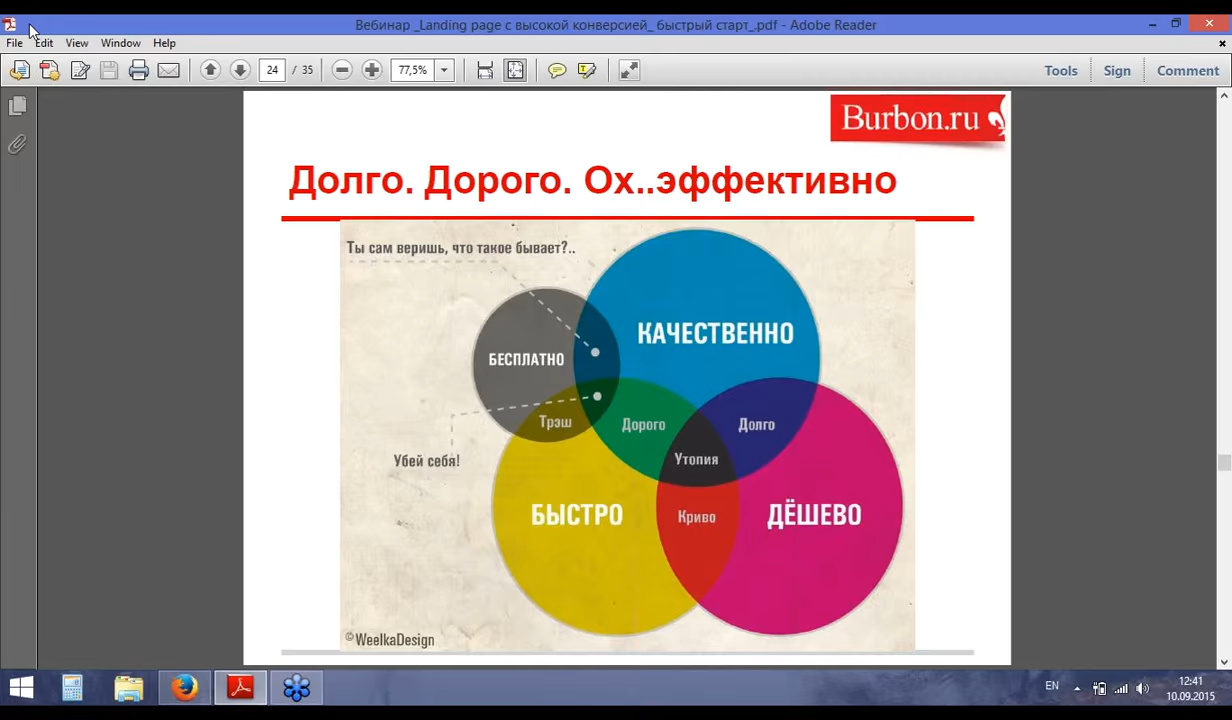 Вебинар _Landing page с высокой конверсией_ быстрый старт_.pdf - Adobe Reader
File Edit View Window Help
24 / 35 77,5% Tools Sign Comment
Burbon.ru
Долго. Дорого. Ох..эффективно
Ты сам веришь, что такое бывает?..
КАЧЕСТВЕННО
БЕСПЛАТНО
Трэш
Дорого
Долго
Убей себя!
Утопия
БЫСТРО
Криво
ДЁШЕВО
©WeelkaDesign
EN
12:41
10.09.2015